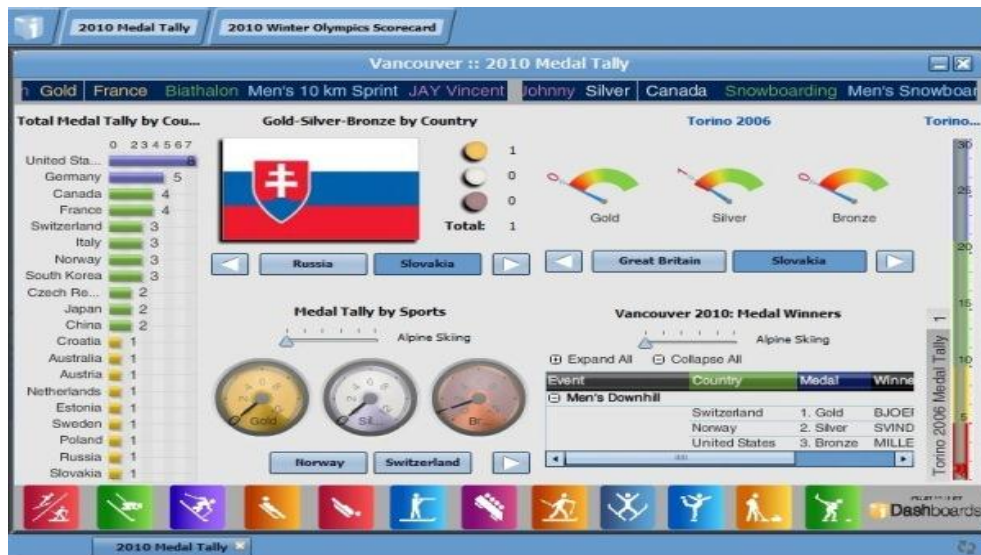 2010 Medal Tally
2010 Winter Olympics Scorecard
Vancouver :: 2010 Medal Tally
Gold France Biathalon Men's 10 km Sprint JAY Vincent Johnny Silver Canada Snowboarding Men's Snowboar
Total Medal Tally by Cou...
0 2 3 4 5 6 7
United Sta... 8
Germany 5
Canada 4
France 4
Switzerland 3
Italy 3
Norway 3
South Korea 3
Czech Re... 2
Japan 2
China 2
Croatia 1
Australia 1
Austria 1
Netherlands 1
Estonia 1
Sweden 1
Poland 1
Russia 1
Slovakia 1
Gold-Silver-Bronze by Country
1
0
0
Total: 1
Russia Slovakia
Torino 2006
0 1 0
Gold Silver Bronze
Great Britain Slovakia
Medal Tally by Sports
Alpine Skiing
Gold Sil... Br...
Norway Switzerland
Vancouver 2010: Medal Winners
Alpine Skiing
Expand All Collapse All
Event Country Medal Winne
Men's Downhill
Switzerland 1. Gold BJOEF
Norway 2. Silver SVIND
United States 3. Bronze MILLE
Torino...
30
25
20
15
10
5
Torino 2006 Medal Tally 1
Dashboards
2010 Medal Tally